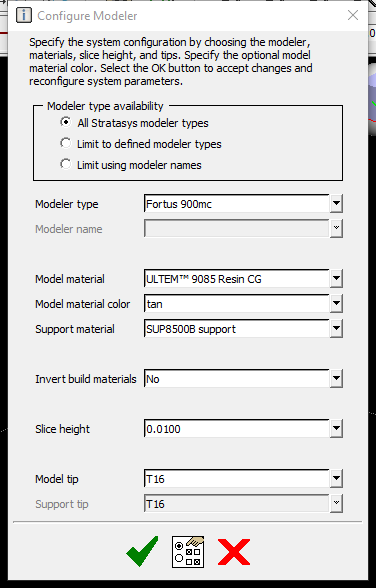 Configure Modeler
Specify the system configuration by choosing the modeler,
materials, slice height, and tips. Specify the optional model
material color. Select the OK button to accept changes and
reconfigure system parameters.
Modeler type availability
All Stratasys modeler types
Limit to defined modeler types
Limit using modeler names
Modeler type Fortus 900mc
Modeler name
Model material ULTEM™ 9085 Resin CG
Model material color tan
Support material SUP8500B support
Invert build materials No
Slice height 0.0100
Model tip T16
Support tip T16